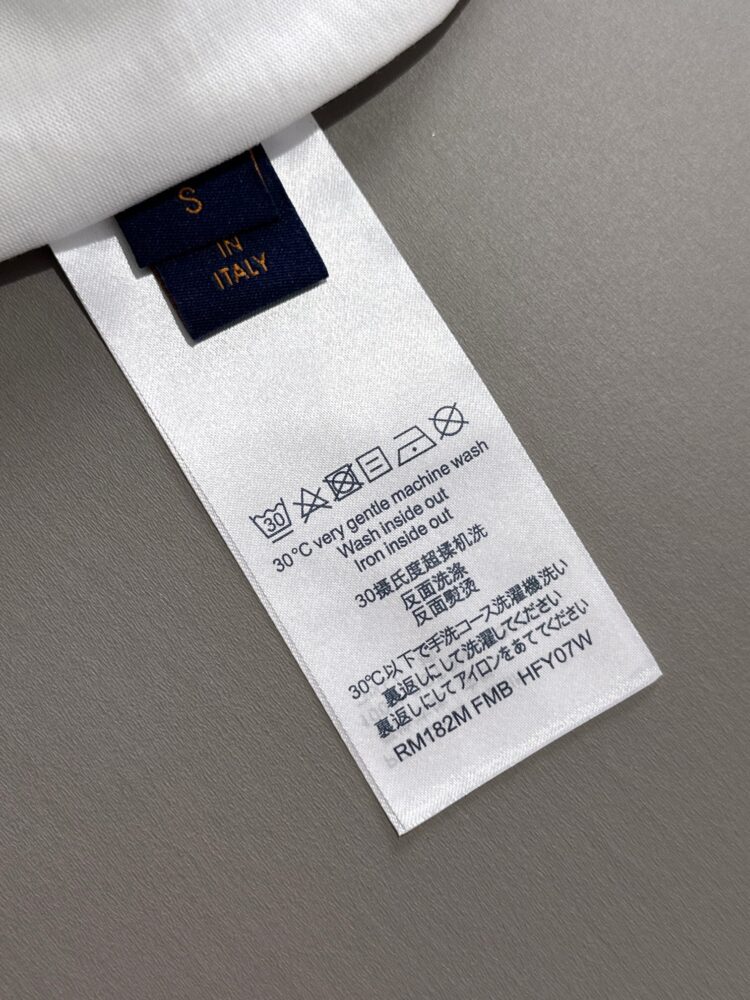 S
IN
ITALY
30
30°C very gentle machine wash
Wash inside out
Iron inside out
30摄氏度超揉机洗
反面洗涤
反面熨烫
30℃以下で手洗コース洗濯機洗い
裏返しにして洗濯してください
裏返しにしてアイロンをあててください
RM182M FMB HFY07W